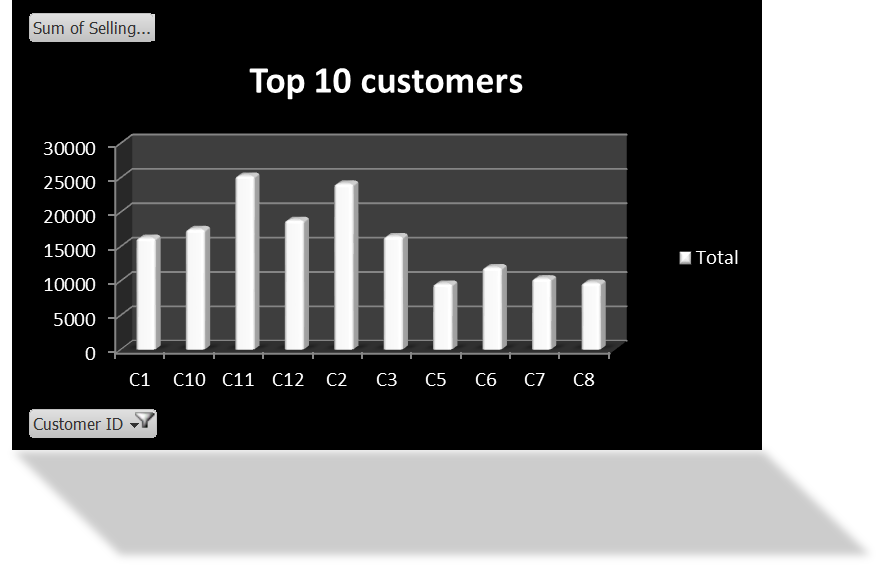 Sum of Selling...
Top 10 customers
30000
25000
20000
15000
10000
5000
0
C1 C10 C11 C12 C2 C3 C5 C6 C7 C8
Total
Customer ID